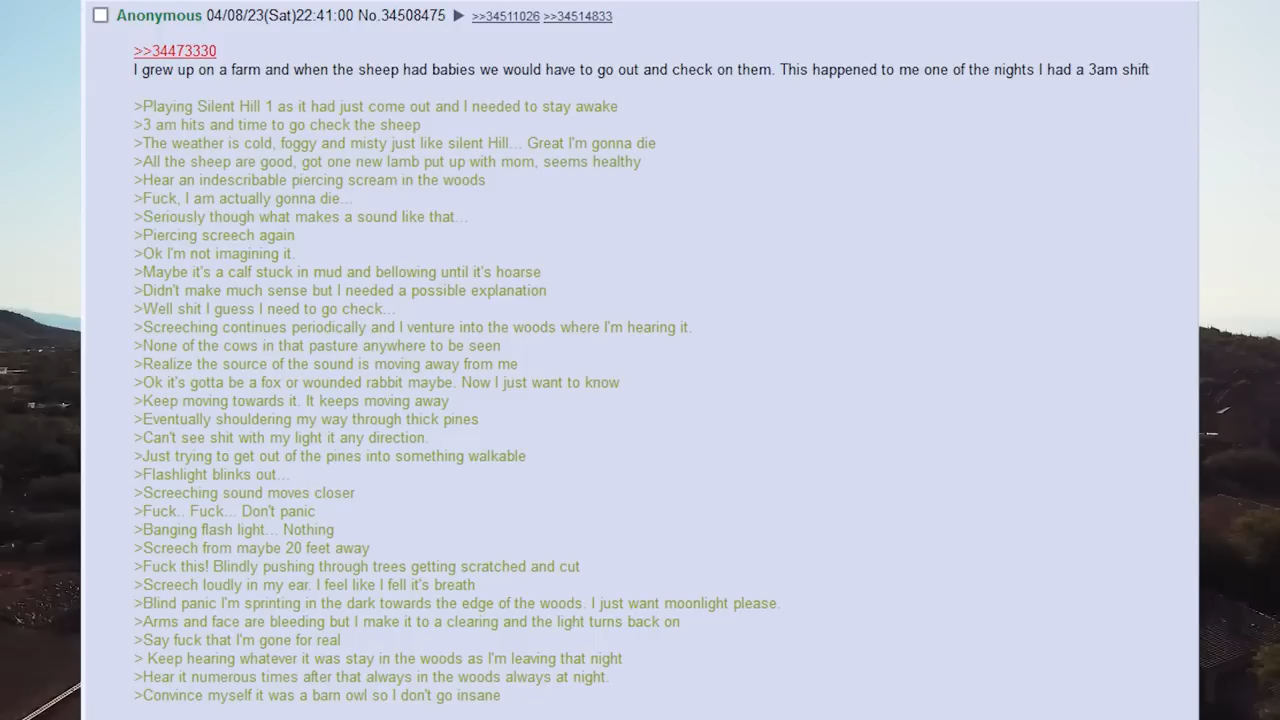 Anonymous 04/08/23(Sat)22:41:00 No.34508475 ▶ >>34511026 >>34514833
>>34473330
I grew up on a farm and when the sheep had babies we would have to go out and check on them. This happened to me one of the nights I had a 3am shift
>Playing Silent Hill 1 as it had just come out and I needed to stay awake
>3 am hits and time to go check the sheep
>The weather is cold, foggy and misty just like silent Hill... Great I'm gonna die
>All the sheep are good, got one new lamb put up with mom, seems healthy
>Hear an indescribable piercing scream in the woods
>Fuck, I am actually gonna die...
>Seriously though what makes a sound like that...
>Piercing screech again
>Ok I'm not imagining it.
>Maybe it's a calf stuck in mud and bellowing until it's hoarse
>Didn't make much sense but I needed a possible explanation
>Well shit I guess I need to go check...
>Screeching continues periodically and I venture into the woods where I'm hearing it.
>None of the cows in that pasture anywhere to be seen
>Realize the source of the sound is moving away from me
>Ok it's gotta be a fox or wounded rabbit maybe. Now I just want to know
>Keep moving towards it. It keeps moving away
>Eventually shouldering my way through thick pines
>Can't see shit with my light it any direction.
>Just trying to get out of the pines into something walkable
>Flashlight blinks out...
>Screeching sound moves closer
>Fuck.. Fuck... Don't panic
>Banging flash light... Nothing
>Screech from maybe 20 feet away
>Fuck this! Blindly pushing through trees getting scratched and cut
>Screech loudly in my ear. I feel like I fell it's breath
>Blind panic I'm sprinting in the dark towards the edge of the woods. I just want moonlight please.
>Arms and face are bleeding but I make it to a clearing and the light turns back on
>Say fuck that I'm gone for real
> Keep hearing whatever it was stay in the woods as I'm leaving that night
>Hear it numerous times after that always in the woods always at night.
>Convince myself it was a barn owl so I don't go insane